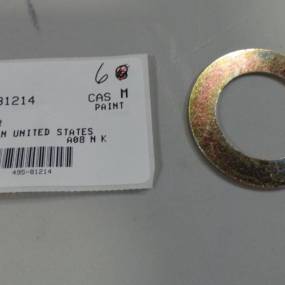 6
81214 CAS M
PAINT
N UNITED STATES
A08 N K
495-81214